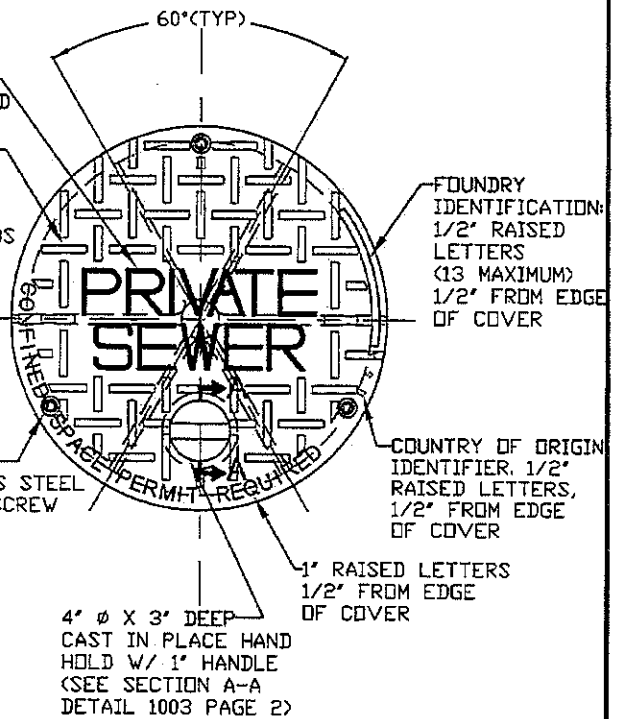 60°(TYP)
D
OS
PRIVATE
SEWER
CONFINED SPACE PERMIT REQUIRED
FOUNDRY
IDENTIFICATION:
1/2" RAISED
LETTERS
(13 MAXIMUM)
1/2" FROM EDGE
OF COVER
S STEEL
CREW
COUNTRY OF ORIGIN
IDENTIFIER. 1/2"
RAISED LETTERS,
1/2" FROM EDGE
OF COVER
1" RAISED LETTERS
1/2" FROM EDGE
OF COVER
4" Ø X 3" DEEP
CAST IN PLACE HAND
HOLD W/ 1" HANDLE
(SEE SECTION A-A
DETAIL 1003 PAGE 2)